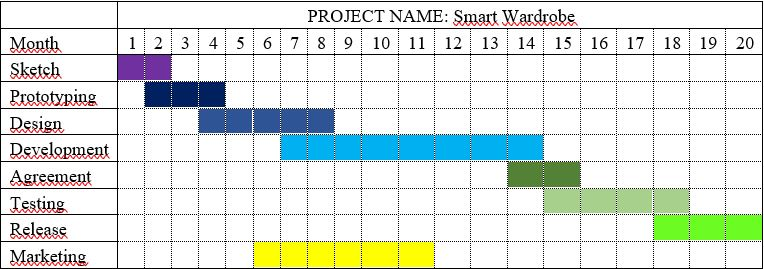 PROJECT NAME: Smart Wardrobe
Month 1 2 3 4 5 6 7 8 9 10 11 12 13 14 15 16 17 18 19 20
Sketch
Prototyping
Design
Development
Agreement
Testing
Release
Marketing